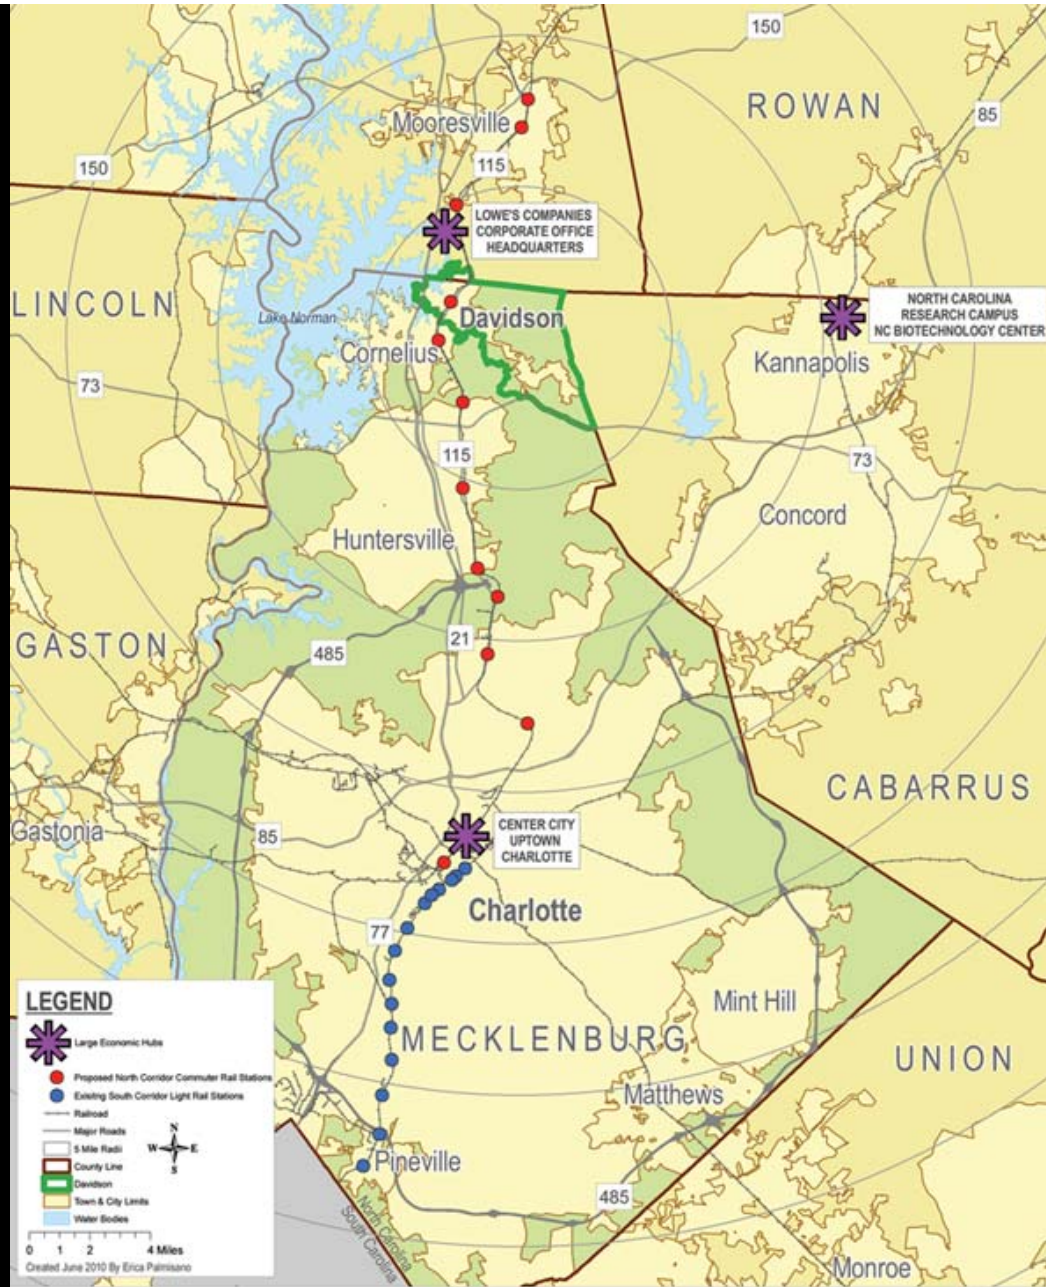 150
ROWAN
85
Mooresville
115
150
LOWE'S COMPANIES
CORPORATE OFFICE
HEADQUARTERS
LINCOLN
Lake Norman
Davidson
NORTH CAROLINA
RESEARCH CAMPUS
NC BIOTECHNOLOGY CENTER
Cornelius
Kannapolis
73
115
73
Concord
Huntersville
21
GASTON
485
CABARRUS
Gastonia
85
CENTER CITY
UPTOWN
CHARLOTTE
Charlotte
77
Mint Hill
MECKLENBURG
UNION
Matthews
Pineville
485
North Carolina
South Carolina
Monroe
LEGEND
Large Economic Hubs
Proposed North Corridor Commuter Rail Stations
Existing South Corridor Light Rail Stations
Railroad
Major Roads
5 Mile Radii
County Line
Davidson
Town & City Limits
Water Bodies
N
W E
S
0 1 2 4 Miles
Created June 2010 By Erica Palmisano